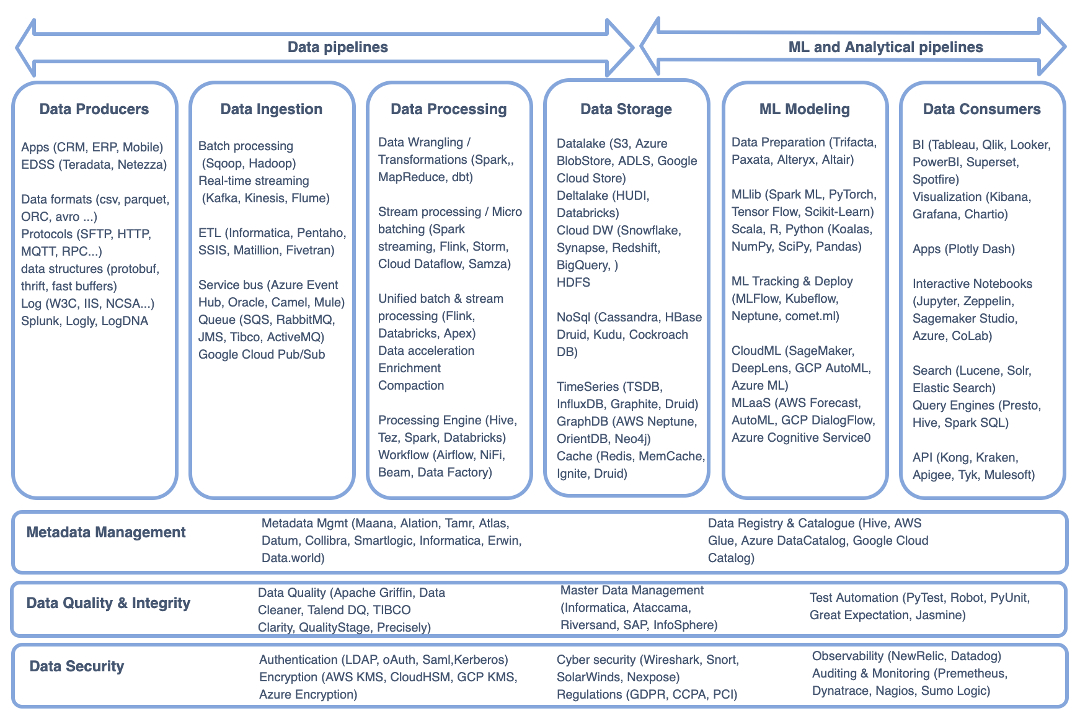 Data pipelines
ML and Analytical pipelines
Data Producers
Apps (CRM, ERP, Mobile)
EDSS (Teradata, Netezza)
Data formats (csv, parquet,
ORC, avro ...)
Protocols (SFTP, HTTP,
MQTT, RPC...)
data structures (protobuf,
thrift, fast buffers)
Log (W3C, IIS, NCSA...)
Splunk, Logly, LogDNA
Data Ingestion
Batch processing
(Sqoop, Hadoop)
Real-time streaming
(Kafka, Kinesis, Flume)
ETL (Informatica, Pentaho,
SSIS, Matillion, Fivetran)
Service bus (Azure Event
Hub, Oracle, Camel, Mule)
Queue (SQS, RabbitMQ,
JMS, Tibco, ActiveMQ)
Google Cloud Pub/Sub
Data Processing
Data Wrangling /
Transformations (Spark,,
MapReduce, dbt)
Stream processing / Micro
batching (Spark
streaming, Flink, Storm,
Cloud Dataflow, Samza)
Unified batch & stream
processing (Flink,
Databricks, Apex)
Data acceleration
Enrichment
Compaction
Processing Engine (Hive,
Tez, Spark, Databricks)
Workflow (Airflow, NiFi,
Beam, Data Factory)
Data Storage
Datalake (S3, Azure
BlobStore, ADLS, Google
Cloud Store)
Deltalake (HUDI,
Databricks)
Cloud DW (Snowflake,
Synapse, Redshift,
BigQuery, )
HDFS
NoSql (Cassandra, HBase
Druid, Kudu, Cockroach
DB)
TimeSeries (TSDB,
InfluxDB, Graphite, Druid)
GraphDB (AWS Neptune,
OrientDB, Neo4j)
Cache (Redis, MemCache,
Ignite, Druid)
ML Modeling
Data Preparation (Trifacta,
Paxata, Alteryx, Altair)
MLlib (Spark ML, PyTorch,
Tensor Flow, Scikit-Learn)
Scala, R, Python (Koalas,
NumPy, SciPy, Pandas)
ML Tracking & Deploy
(MLFlow, Kubeflow,
Neptune, comet.ml)
CloudML (SageMaker,
DeepLens, GCP AutoML,
Azure ML)
MLaaS (AWS Forecast,
AutoML, GCP DialogFlow,
Azure Cognitive Service0
Data Consumers
BI (Tableau, Qlik, Looker,
PowerBI, Superset,
Spotfire)
Visualization (Kibana,
Grafana, Chartio)
Apps (Plotly Dash)
Interactive Notebooks
(Jupyter, Zeppelin,
Sagemaker Studio,
Azure, CoLab)
Search (Lucene, Solr,
Elastic Search)
Query Engines (Presto,
Hive, Spark SQL)
API (Kong, Kraken,
Apigee, Tyk, Mulesoft)
Metadata Management
Metadata Mgmt (Maana, Alation, Tamr, Atlas,
Datum, Collibra, Smartlogic, Informatica, Erwin,
Data.world)
Data Registry & Catalogue (Hive, AWS
Glue, Azure DataCatalog, Google Cloud
Catalog)
Data Quality & Integrity
Data Quality (Apache Griffin, Data
Cleaner, Talend DQ, TIBCO
Clarity, QualityStage, Precisely)
Master Data Management
(Informatica, Ataccama,
Riversand, SAP, InfoSphere)
Test Automation (PyTest, Robot, PyUnit,
Great Expectation, Jasmine)
Data Security
Authentication (LDAP, oAuth, Saml,Kerberos)
Encryption (AWS KMS, CloudHSM, GCP KMS,
Azure Encryption)
Cyber security (Wireshark, Snort,
SolarWinds, Nexpose)
Regulations (GDPR, CCPA, PCI)
Observability (NewRelic, Datadog)
Auditing & Monitoring (Premetheus,
Dynatrace, Nagios, Sumo Logic)